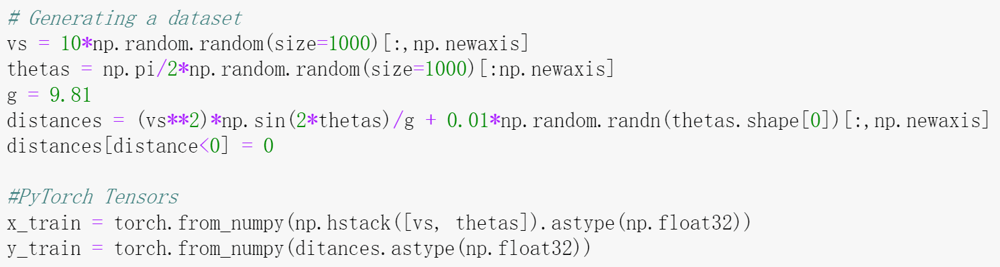 # Generating a dataset
vs = 10*np.random.random(size=1000)[:,np.newaxis]
thetas = np.pi/2*np.random.random(size=1000)[:np.newaxis]
g = 9.81
distances = (vs**2)*np.sin(2*thetas)/g + 0.01*np.random.randn(thetas.shape[0])[:,np.newaxis]
distances[distance<0] = 0
#PyTorch Tensors
x_train = torch.from_numpy(np.hstack([vs, thetas]).astype(np.float32))
y_train = torch.from_numpy(ditances.astype(np.float32))